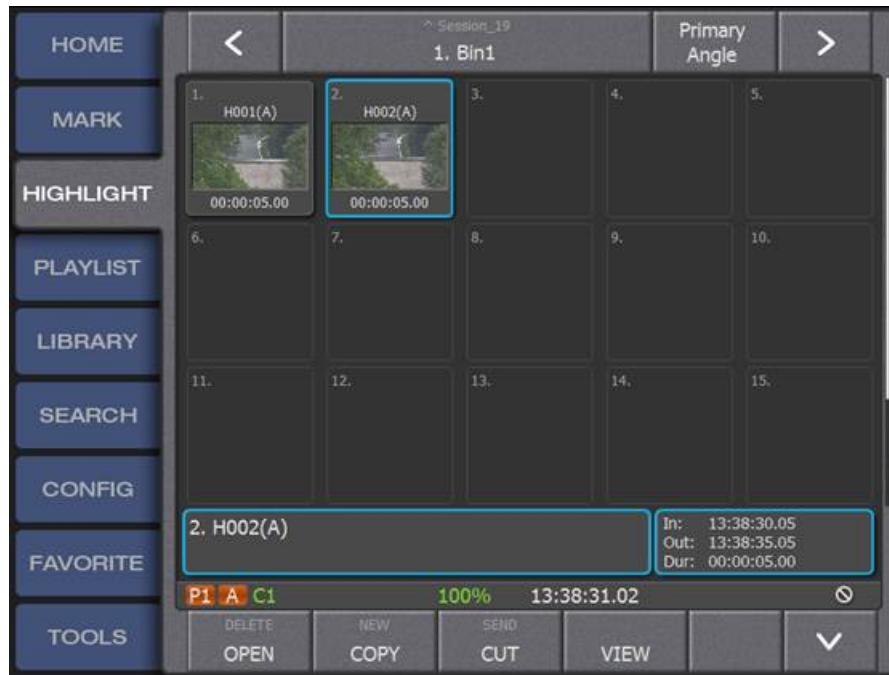 HOME
MARK
HIGHLIGHT
PLAYLIST
LIBRARY
SEARCH
CONFIG
FAVORITE
TOOLS
<
^ Session_19
1. Bin1
Primary
Angle
>
1.
H001(A)
00:00:05.00
2.
H002(A)
00:00:05.00
3.
4.
5.
6.
7.
8.
9.
10.
11.
12.
13.
14.
15.
2. H002(A)
In: 13:38:30.05
Out: 13:38:35.05
Dur: 00:00:05.00
P1 A C1 100% 13:38:31.02
DELETE
OPEN
NEW
COPY
SEND
CUT
VIEW